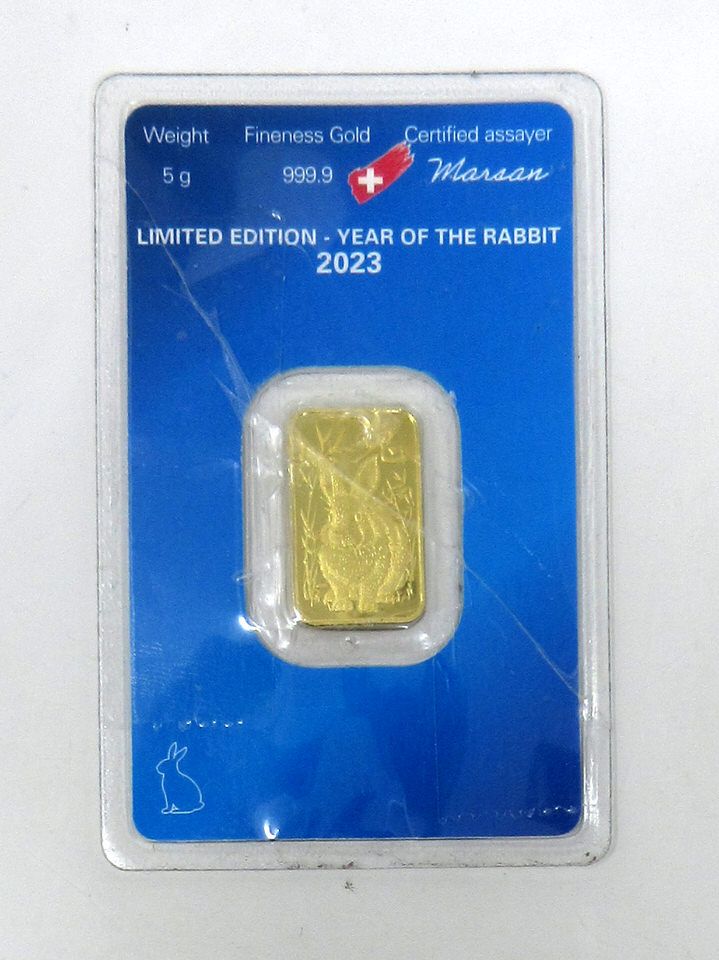 Weight Fineness Gold Certified assayer
5 g 999.9 Marsan
LIMITED EDITION - YEAR OF THE RABBIT
2023